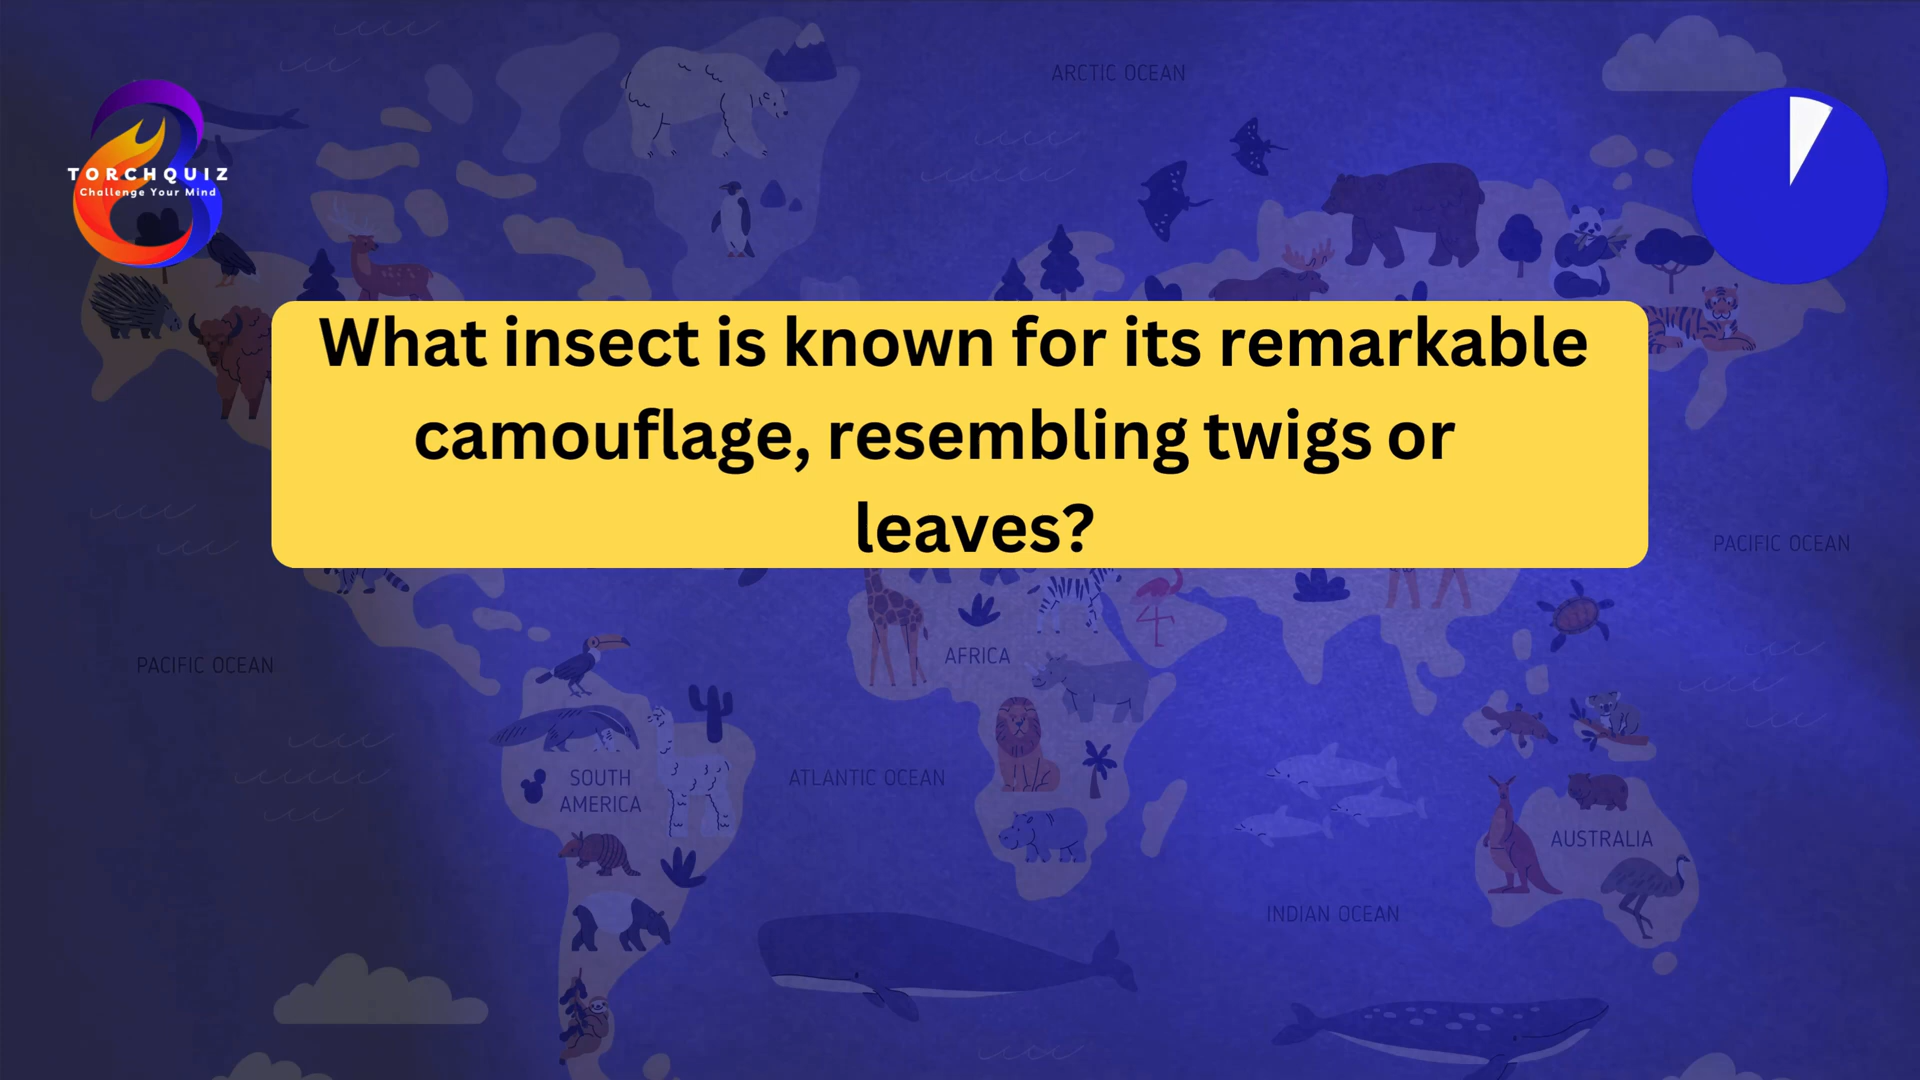 ARCTIC OCEAN
TORCHQUIZ
Challenge Your Mind
What insect is known for its remarkable
camouflage, resembling twigs or
leaves?
PACIFIC OCEAN
AFRICA
PACIFIC OCEAN
SOUTH
AMERICA
ATLANTIC OCEAN
AUSTRALIA
INDIAN OCEAN